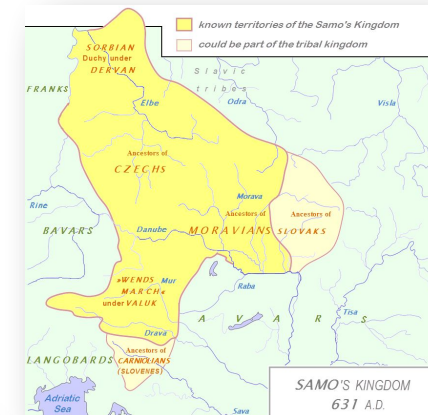 known territories of the Samo's Kingdom
could be part of the tribal kingdom
SORBIAN
Duchy under
DERVAN
Slavic
tribes
FRANKS
Elbe
Odra
Visla
Ancestors of
CZECHS
Morava
Rine
Ancestors of
MORAVIANS
Ancestors of
SLOVAKS
BAVARS
Danube
»WENDS
MARCH«
under VALUK
Mur
Raba
AVARS
Tisa
Drava
LANGOBARDS
Ancestors of
CARNIOLIANS
(SLOVENES)
Adriatic
Sea
Sava
SAMO'S KINGDOM
631 A.D.